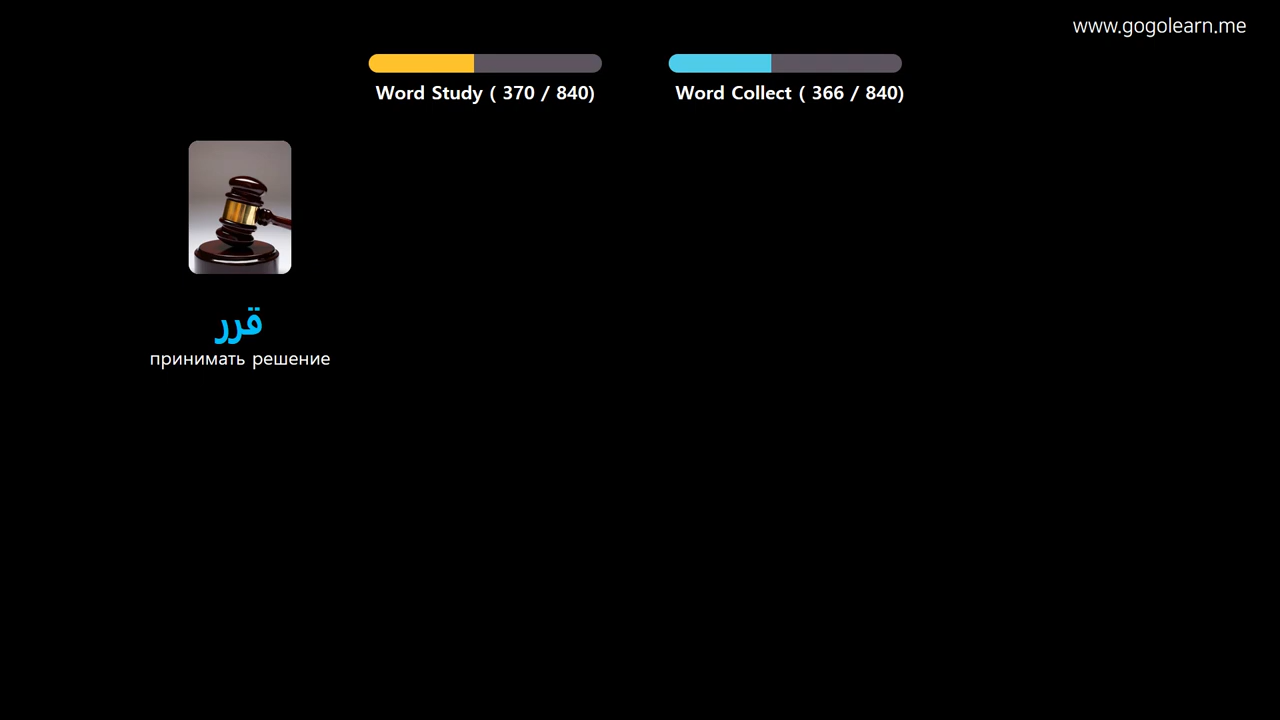 www.gogolearn.me
Word Study ( 370 / 840)
Word Collect ( 366 / 840)
قرر
принимать решение